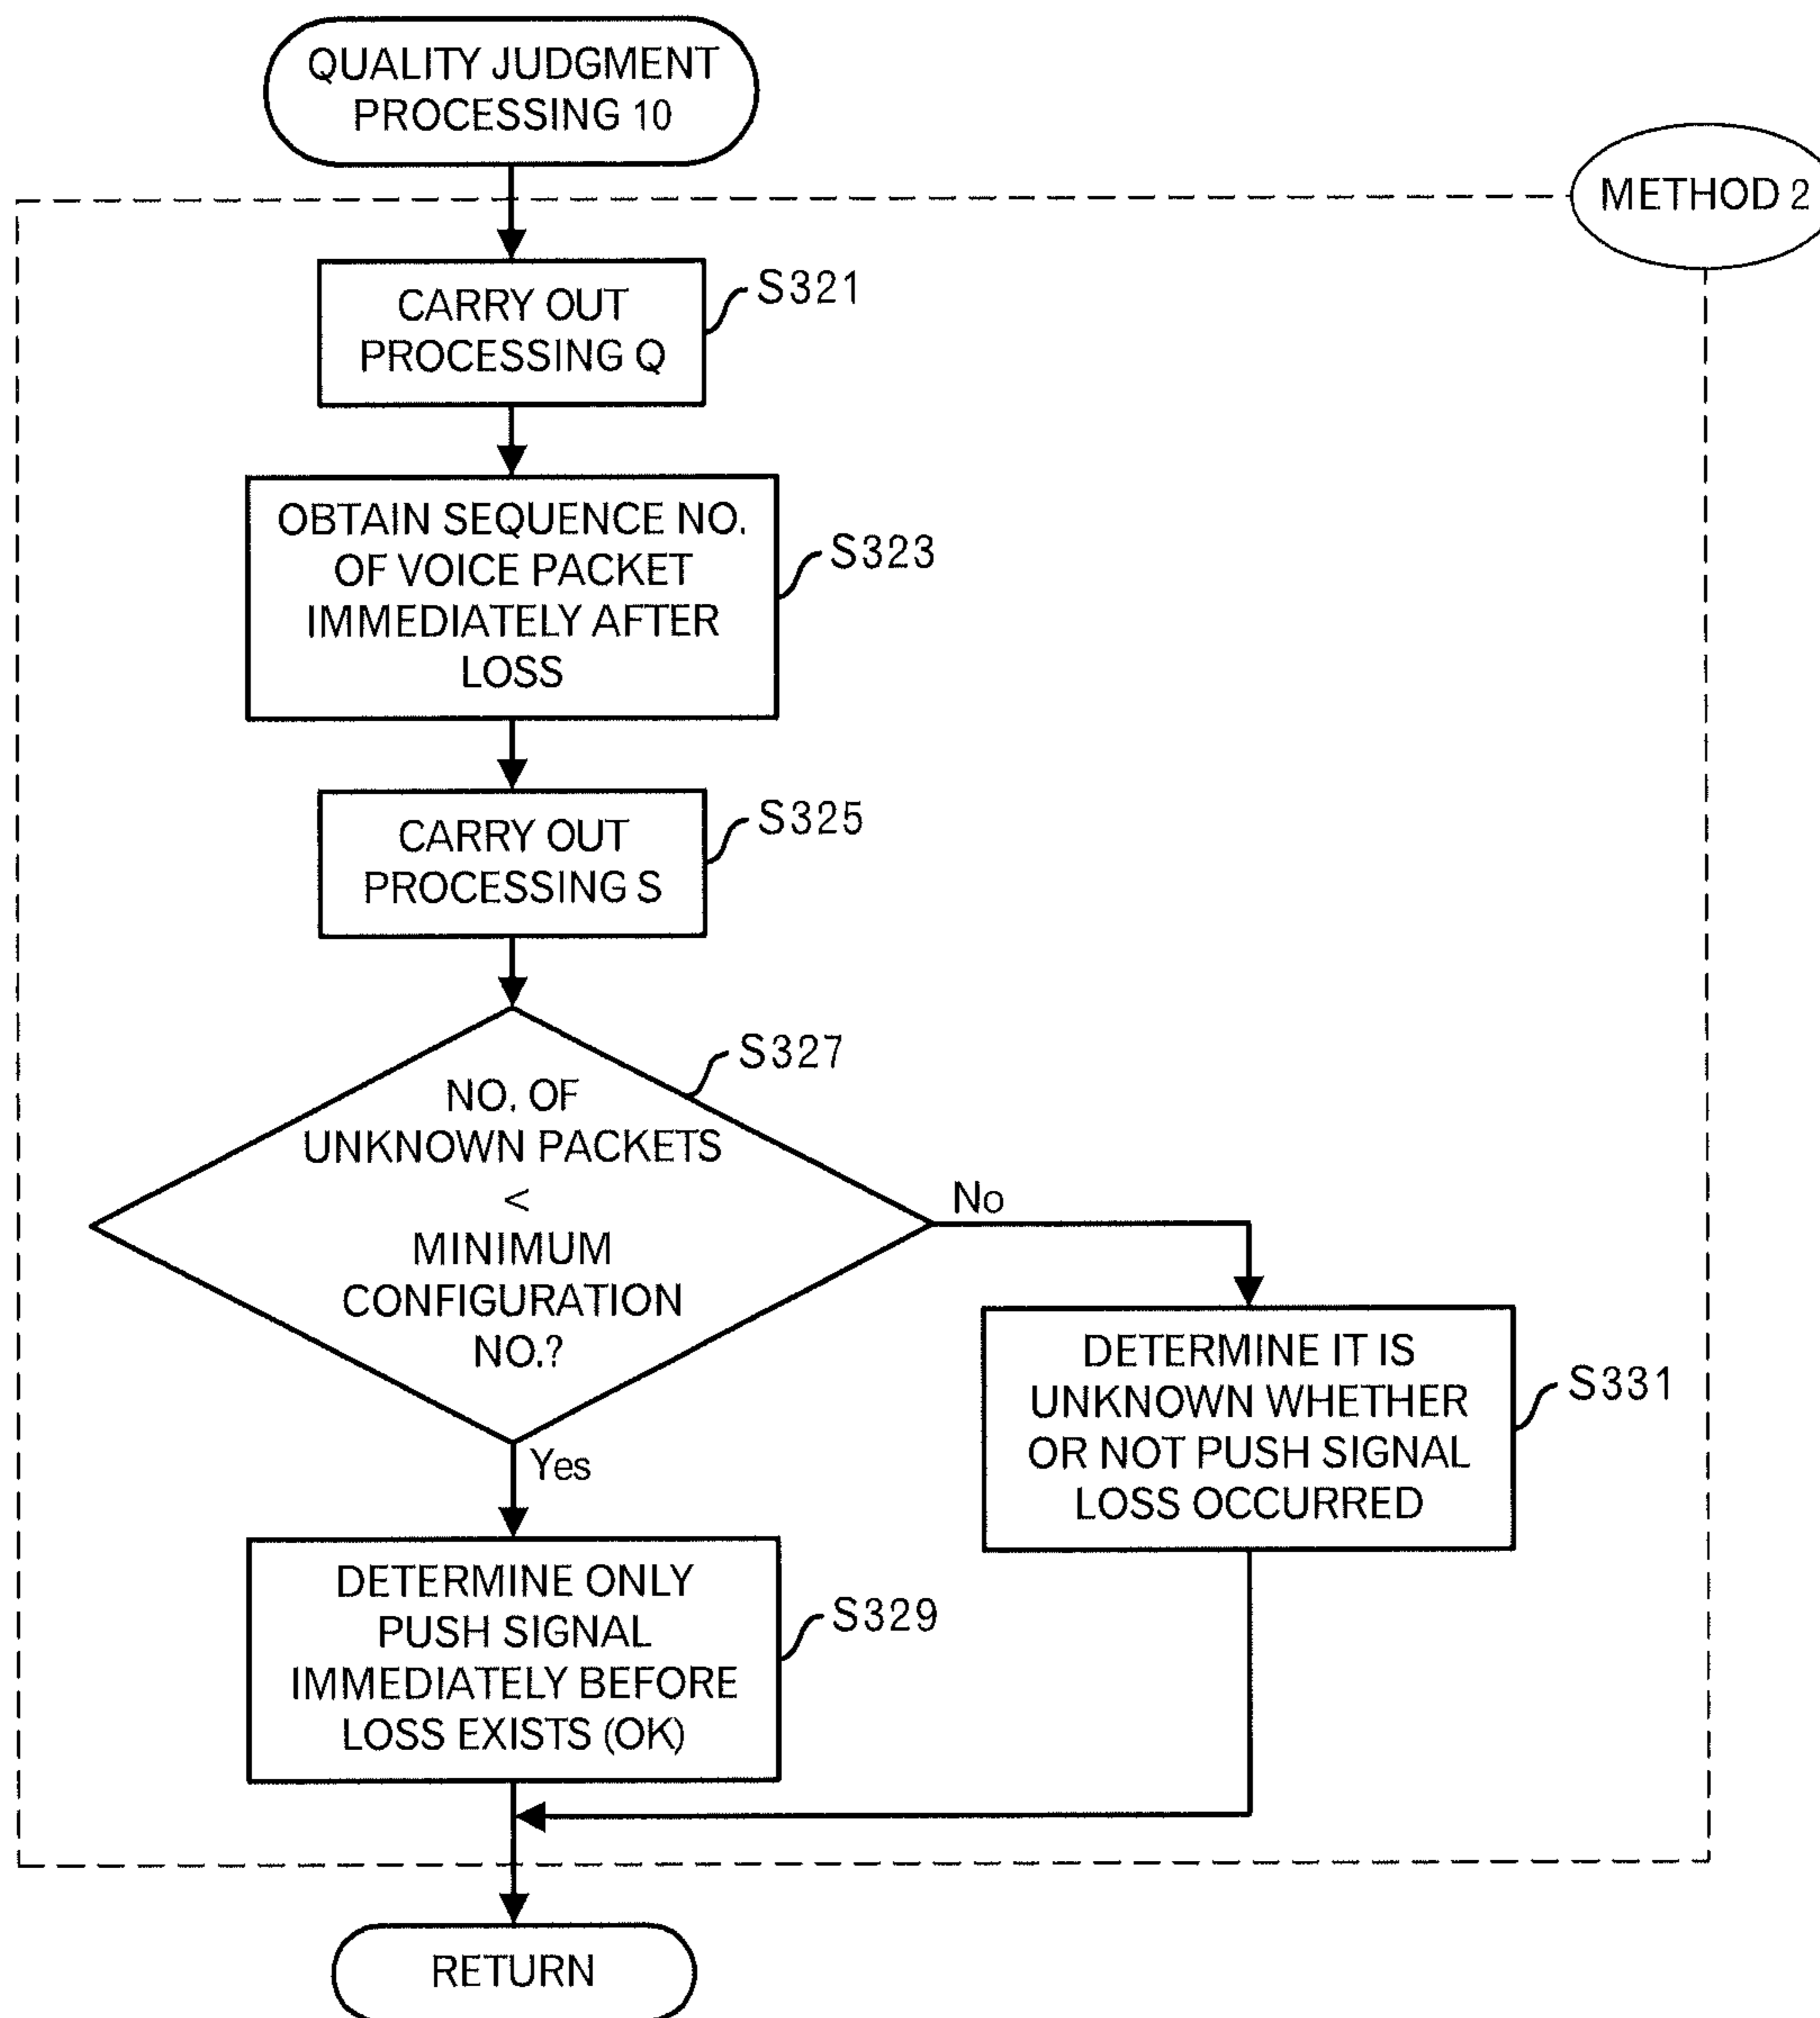 QUALITY JUDGMENT
PROCESSING 10
METHOD 2
CARRY OUT
PROCESSING Q
S321
OBTAIN SEQUENCE NO.
OF VOICE PACKET
IMMEDIATELY AFTER
LOSS
S323
CARRY OUT
PROCESSING S
S325
S327
NO. OF
UNKNOWN PACKETS
<
MINIMUM
CONFIGURATION
NO.?
No
Yes
DETERMINE IT IS
UNKNOWN WHETHER
OR NOT PUSH SIGNAL
LOSS OCCURRED
S331
DETERMINE ONLY
PUSH SIGNAL
IMMEDIATELY BEFORE
LOSS EXISTS (OK)
S329
RETURN